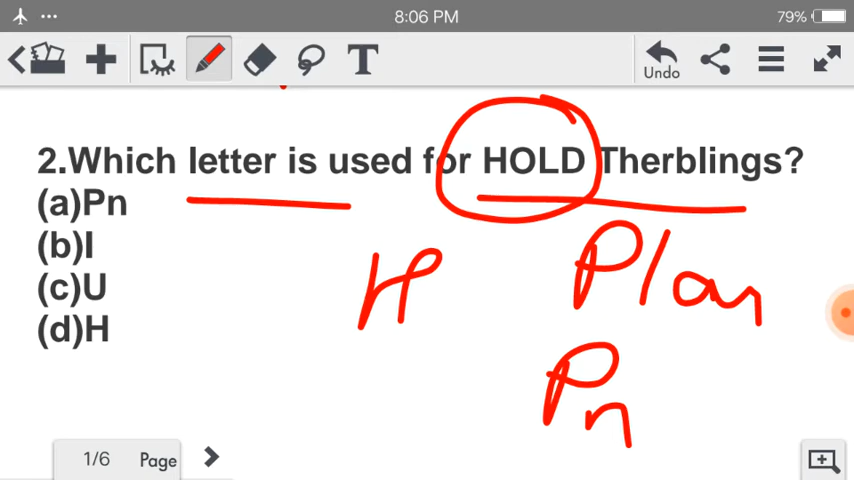 8:06 PM
79%
T
Undo
2.Which letter is used for HOLD Therblings?
(a)Pn
(b)I
(c)U
(d)H
H
Plan
Pn
1/6 Page